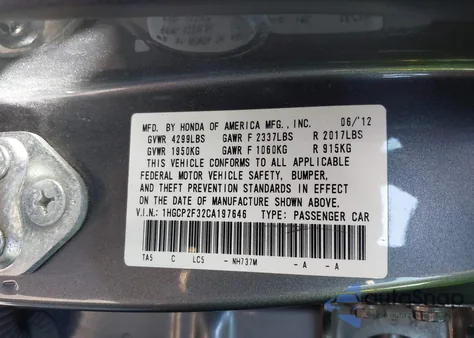 MFD. BY HONDA OF AMERICA MFG., INC. 06/'12
GVWR 4299LBS GAWR F 2337LBS R 2017LBS
GVWR 1950KG GAWR F 1060KG R 915KG
THIS VEHICLE CONFORMS TO ALL APPLICABLE
FEDERAL MOTOR VEHICLE SAFETY, BUMPER,
AND THEFT PREVENTION STANDARDS IN EFFECT
ON THE DATE OF MANUFACTURE SHOWN ABOVE.
V.I.N.: 1HGCP2F32CA197646 TYPE: PASSENGER CAR
TA5 C LC5 - NH737M - A - A
autoSnap